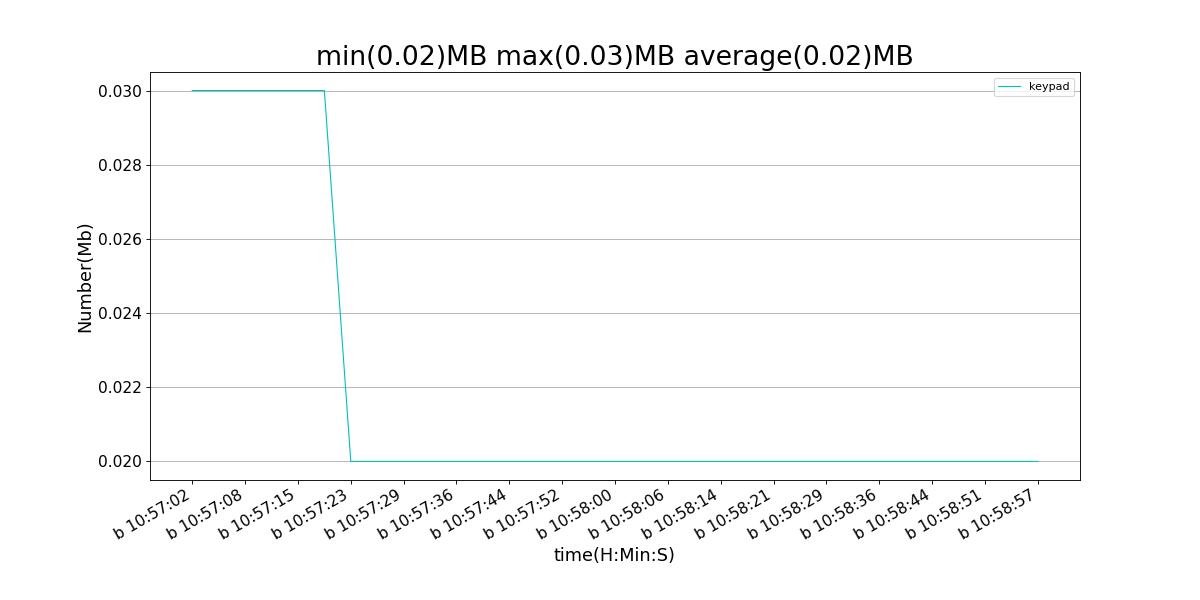 min(0.02)MB max(0.03)MB average(0.02)MB
keypad
0.030
0.028
0.026
0.024
0.022
0.020
Number(Mb)
b 10:57:02
b 10:57:08
b 10:57:15
b 10:57:23
b 10:57:29
b 10:57:36
b 10:57:44
b 10:57:52
b 10:58:00
b 10:58:06
b 10:58:14
b 10:58:21
b 10:58:29
b 10:58:36
b 10:58:44
b 10:58:51
b 10:58:57
time(H:Min:S)